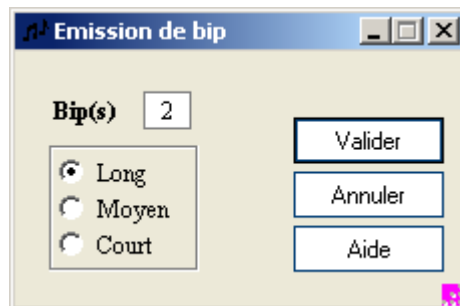 Emission de bip
Bip(s) 2
Long
Moyen
Court
Valider
Annuler
Aide